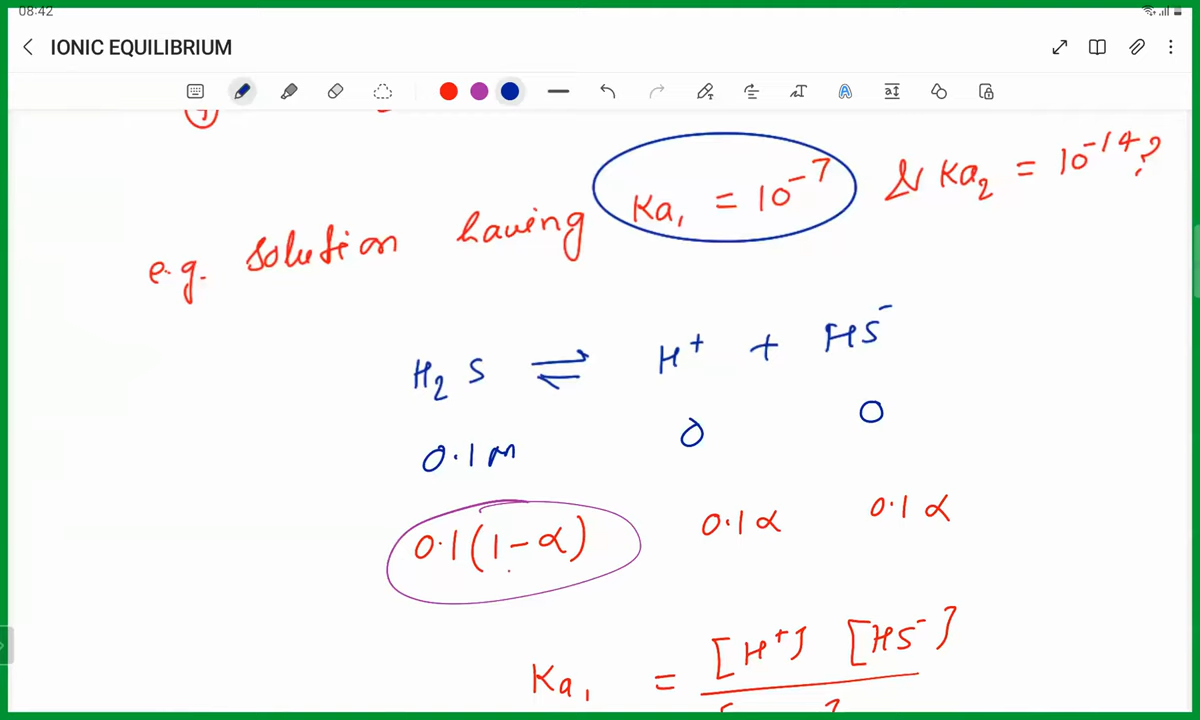 08:42
IONIC EQUILIBRIUM
e.g. solution having Ka₁ = 10⁻⁷ & Ka₂ = 10⁻¹⁴?
H₂S ⇌ H⁺ + HS⁻
0.1M 0 0
0.1(1-α) 0.1α 0.1α
Ka₁ = [H⁺] [HS⁻]